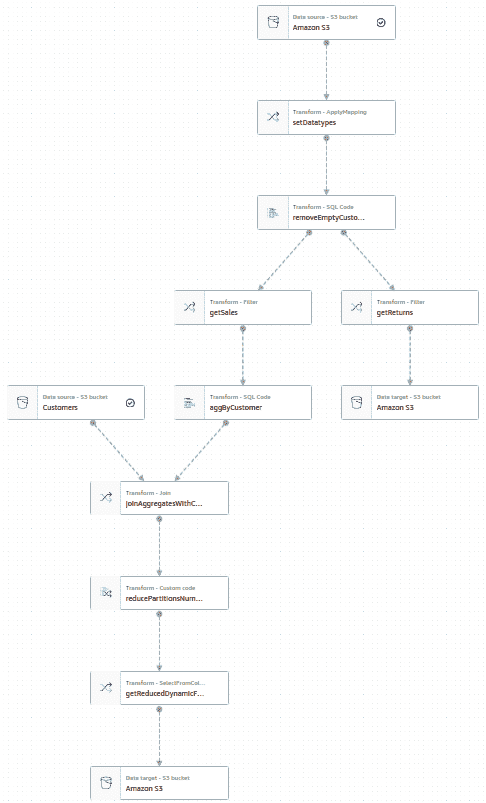 Data source - S3 bucket
Amazon S3
Transform - ApplyMapping
setDatatypes
Transform - SQL Code
removeEmptyCusto...
Transform - Filter
getSales
Transform - Filter
getReturns
Data source - S3 bucket
Customers
Transform - SQL Code
aggByCustomer
Data target - S3 bucket
Amazon S3
Transform - Join
joinAggregatesWithC...
Transform - Custom code
reducePartitionsNum...
Transform - SelectFromCol...
getReducedDynamicF...
Data target - S3 bucket
Amazon S3